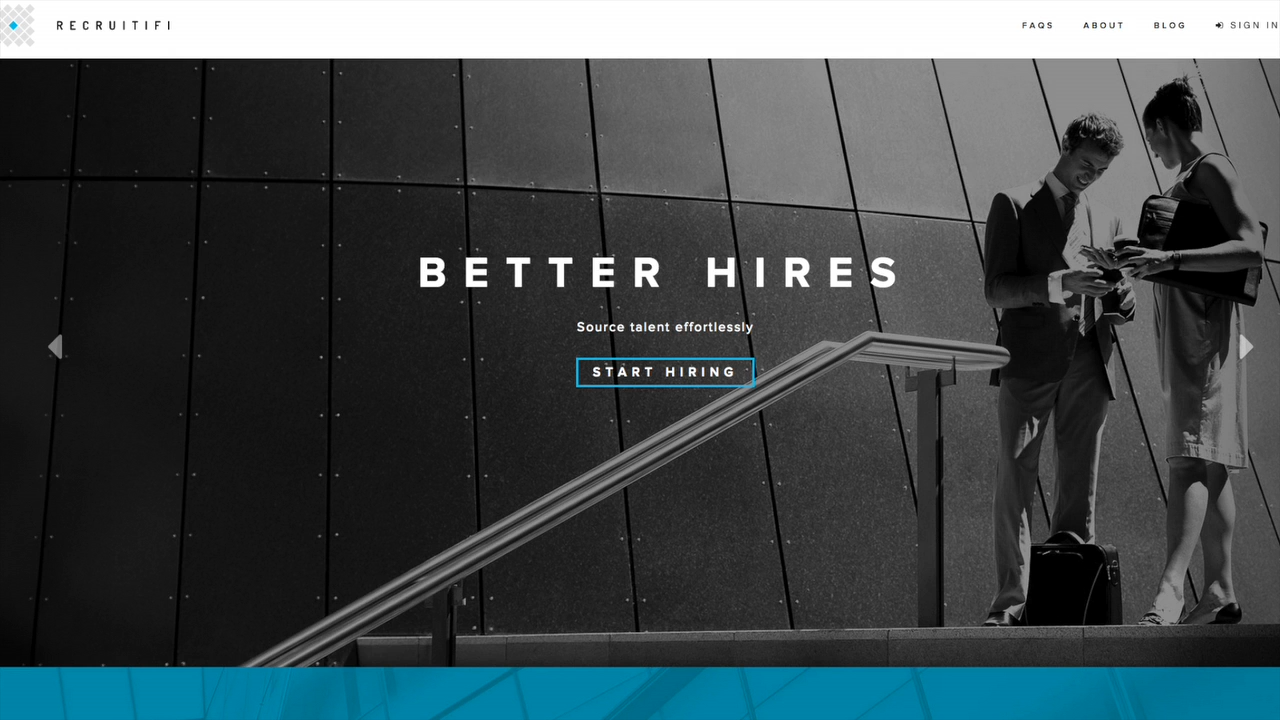 RECRUITIFI
FAQS ABOUT BLOG SIGN IN
BETTER HIRES
Source talent effortlessly
START HIRING